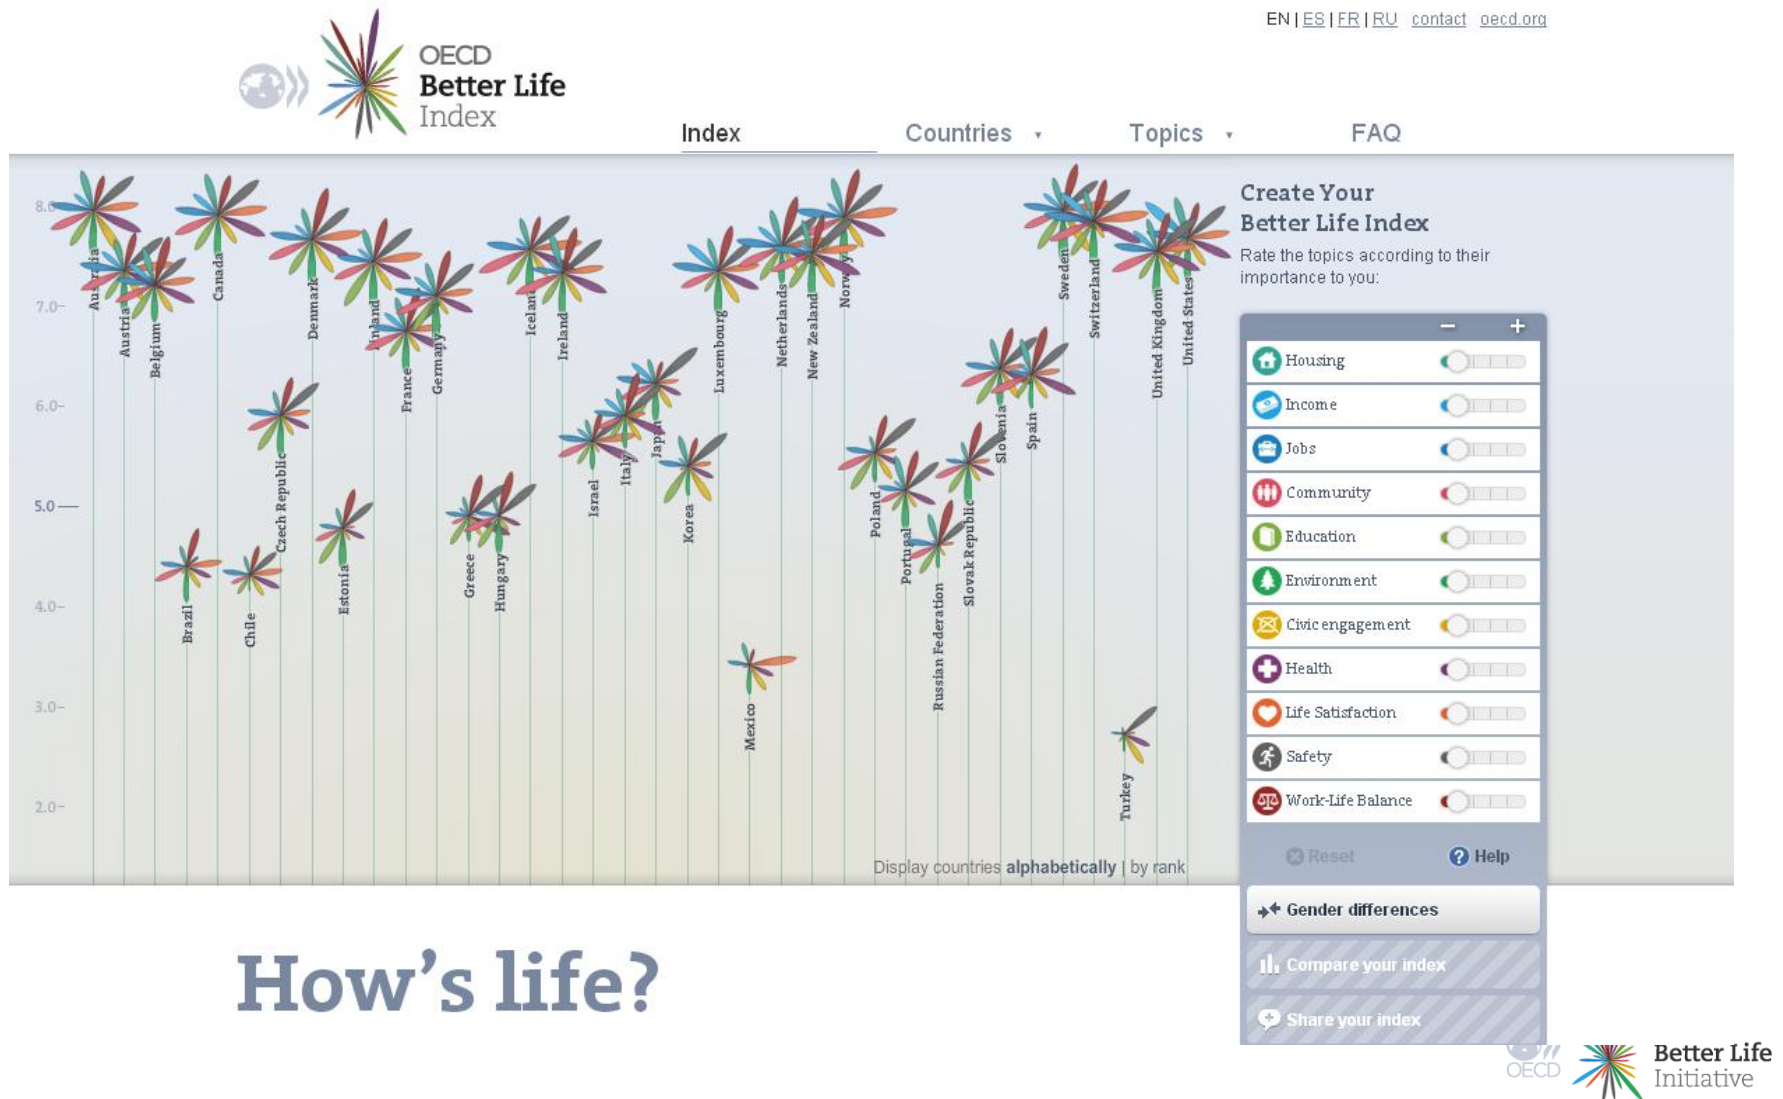 EN | ES | FR | RU contact oecd.org
OECD
Better Life
Index
Index
Countries
Topics
FAQ
8.0
7.0
6.0
5.0
4.0
3.0
2.0
Australia
Austria
Belgium
Brazil
Canada
Chile
Czech Republic
Denmark
Estonia
Finland
France
Germany
Greece
Hungary
Iceland
Ireland
Israel
Italy
Japan
Korea
Luxembourg
Mexico
Netherlands
New Zealand
Norway
Poland
Portugal
Russian Federation
Slovak Republic
Slovenia
Spain
Sweden
Switzerland
Turkey
United Kingdom
United States
Display countries alphabetically | by rank
Create Your
Better Life Index
Rate the topics according to their
importance to you:
Housing
Income
Jobs
Community
Education
Environment
Civic engagement
Health
Life Satisfaction
Safety
Work-Life Balance
Reset
Help
Gender differences
Compare your index
Share your index
How's life?
OECD
Better Life
Initiative